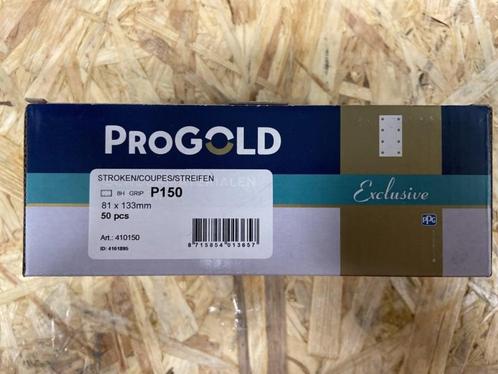 PROGOLD
STROKEN/COUPES/STREIFEN
8H GRIP P150
81 x 133mm
50 pcs
Art.: 410150
ID: 4101895
8 715854 013657
Exclusive
PPG